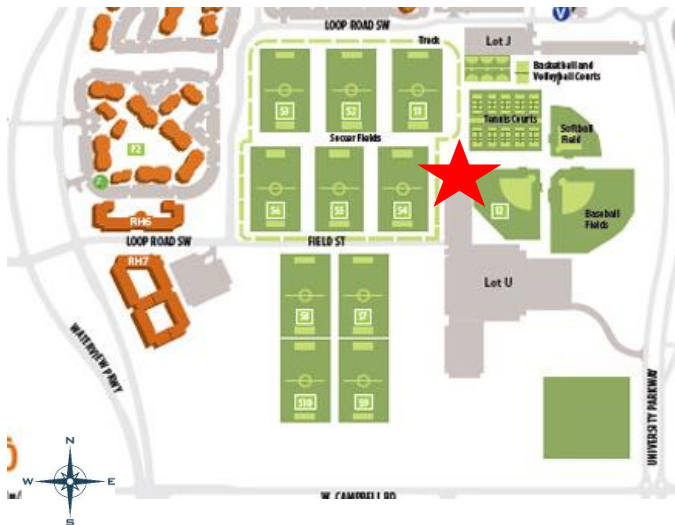 LOOP ROAD SW
V
Lot J
Track
Basketball and
Volleyball Courts
S3
S2
S1
Tennis Courts
Softball
Field
Soccer Fields
S6
S5
S4
Baseball
Fields
RH6
LOOP ROAD SW
FIELD ST
RH7
Lot U
S8
S7
S10
S9
WATERVIEW PKWY
UNIVERSITY PARKWAY
N
W
E
S
W. CAMPBELL RD